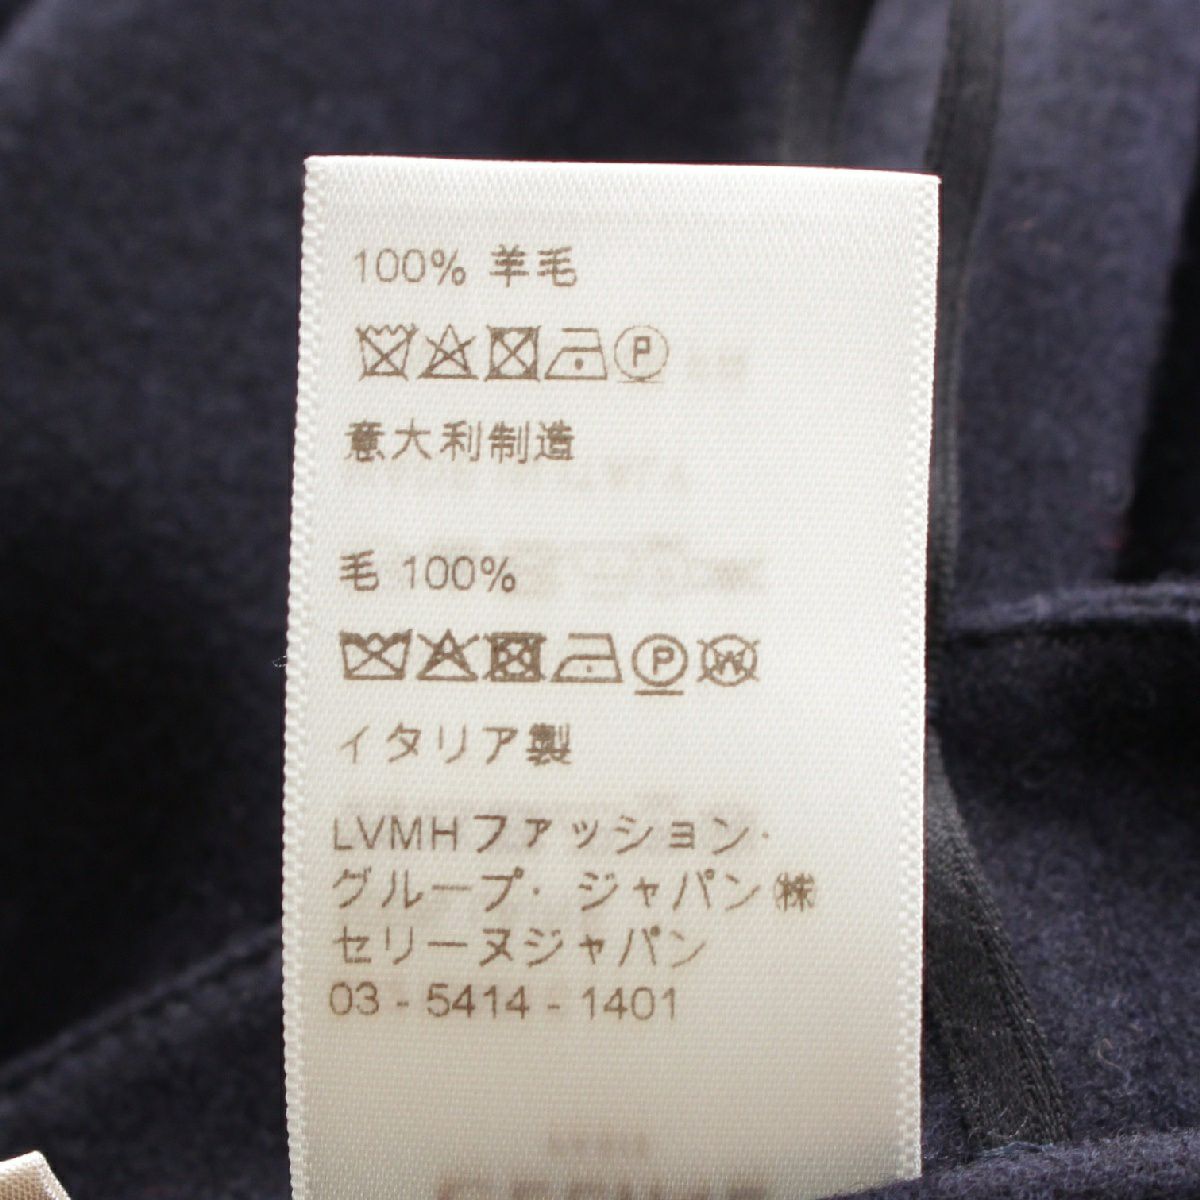 100% 羊毛
P
意大利制造
毛 100%
P W
イタリア製
LVMHファッション・
グループ・ジャパン㈱
セリーヌジャパン
03 - 5414 - 1401